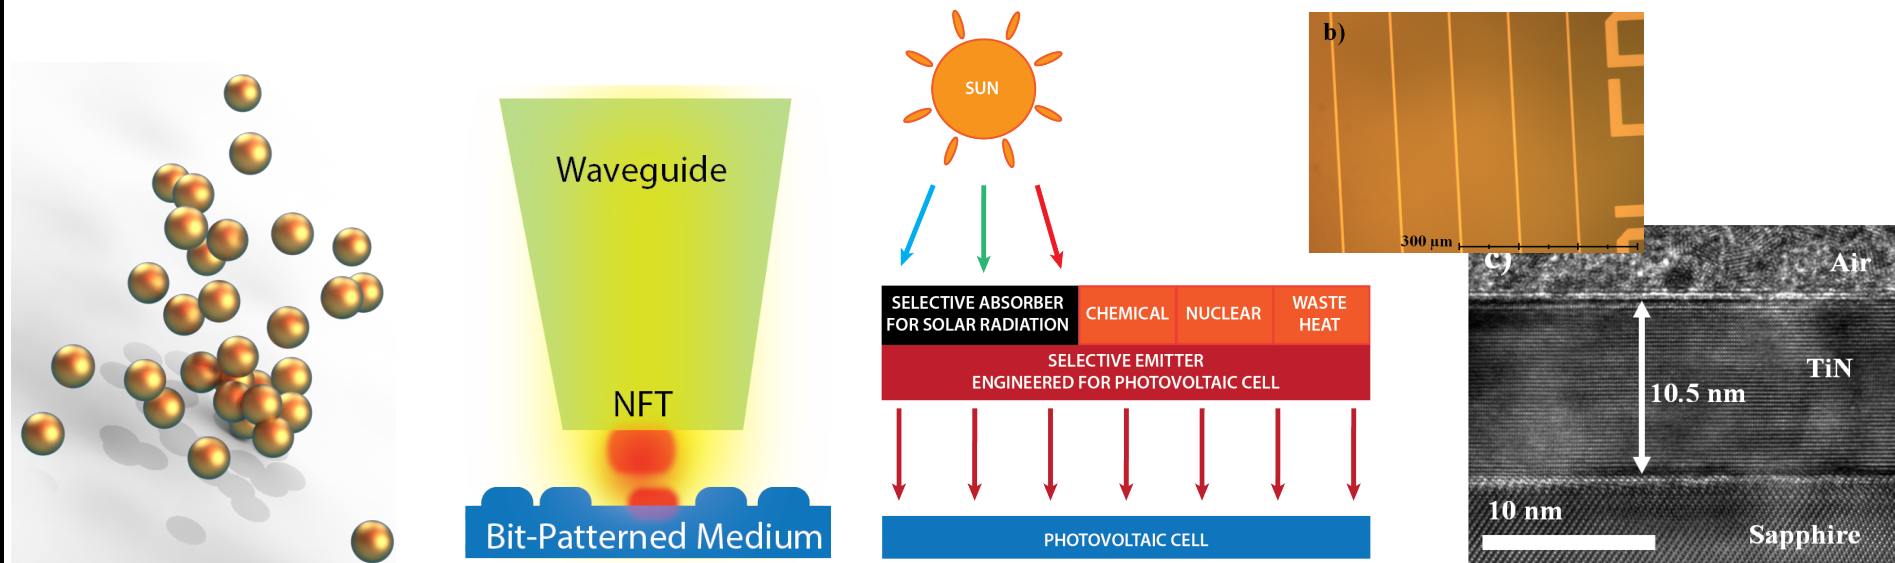 Waveguide
NFT
Bit-Patterned Medium
SUN
SELECTIVE ABSORBER
FOR SOLAR RADIATION
CHEMICAL
NUCLEAR
WASTE
HEAT
SELECTIVE EMITTER
ENGINEERED FOR PHOTOVOLTAIC CELL
PHOTOVOLTAIC CELL
b)
300 µm
c)
Air
TiN
10.5 nm
10 nm
Sapphire